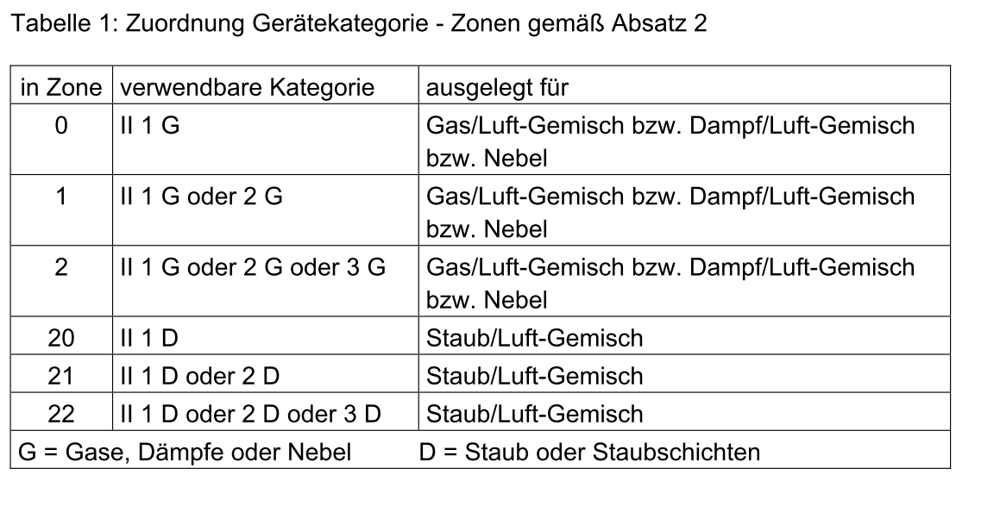 Tabelle 1: Zuordnung Gerätekategorie - Zonen gemäß Absatz 2
in Zone verwendbare Kategorie ausgelegt für
0 II 1 G Gas/Luft-Gemisch bzw. Dampf/Luft-Gemisch
bzw. Nebel
1 II 1 G oder 2 G Gas/Luft-Gemisch bzw. Dampf/Luft-Gemisch
bzw. Nebel
2 II 1 G oder 2 G oder 3 G Gas/Luft-Gemisch bzw. Dampf/Luft-Gemisch
bzw. Nebel
20 II 1 D Staub/Luft-Gemisch
21 II 1 D oder 2 D Staub/Luft-Gemisch
22 II 1 D oder 2 D oder 3 D Staub/Luft-Gemisch
G = Gase, Dämpfe oder Nebel D = Staub oder Staubschichten